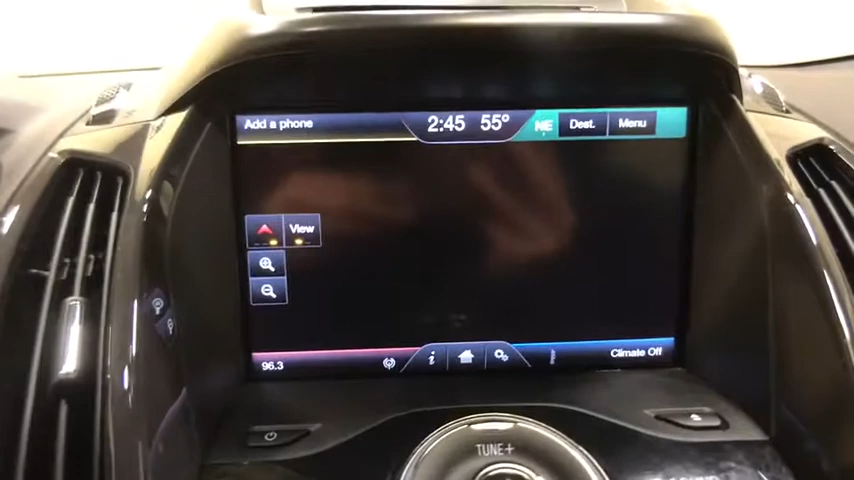 Add a phone 2:45 55° NE Dest. Menu
View
96.3 i Climate Off
TUNE+